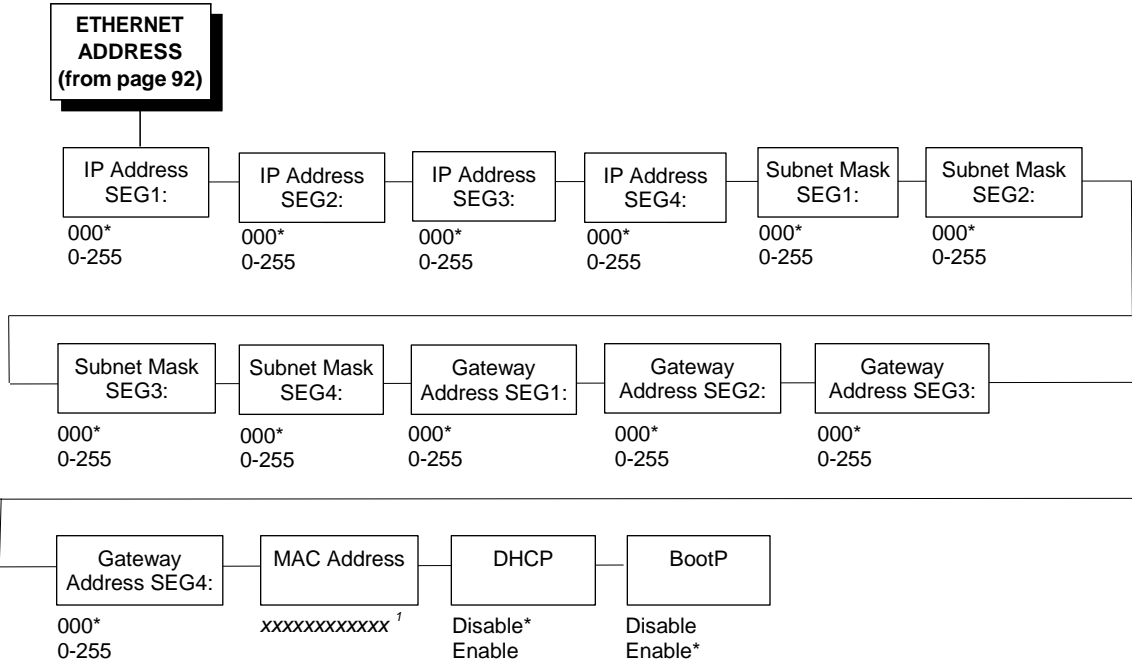 ETHERNET
ADDRESS
(from page 92)
IP Address
SEG1:
000*
0-255
IP Address
SEG2:
000*
0-255
IP Address
SEG3:
000*
0-255
IP Address
SEG4:
000*
0-255
Subnet Mask
SEG1:
000*
0-255
Subnet Mask
SEG2:
000*
0-255
Subnet Mask
SEG3:
000*
0-255
Subnet Mask
SEG4:
000*
0-255
Gateway
Address SEG1:
000*
0-255
Gateway
Address SEG2:
000*
0-255
Gateway
Address SEG3:
000*
0-255
Gateway
Address SEG4:
000*
0-255
MAC Address
xxxxxxxxxxxx 1
DHCP
Disable*
Enable
BootP
Disable
Enable*